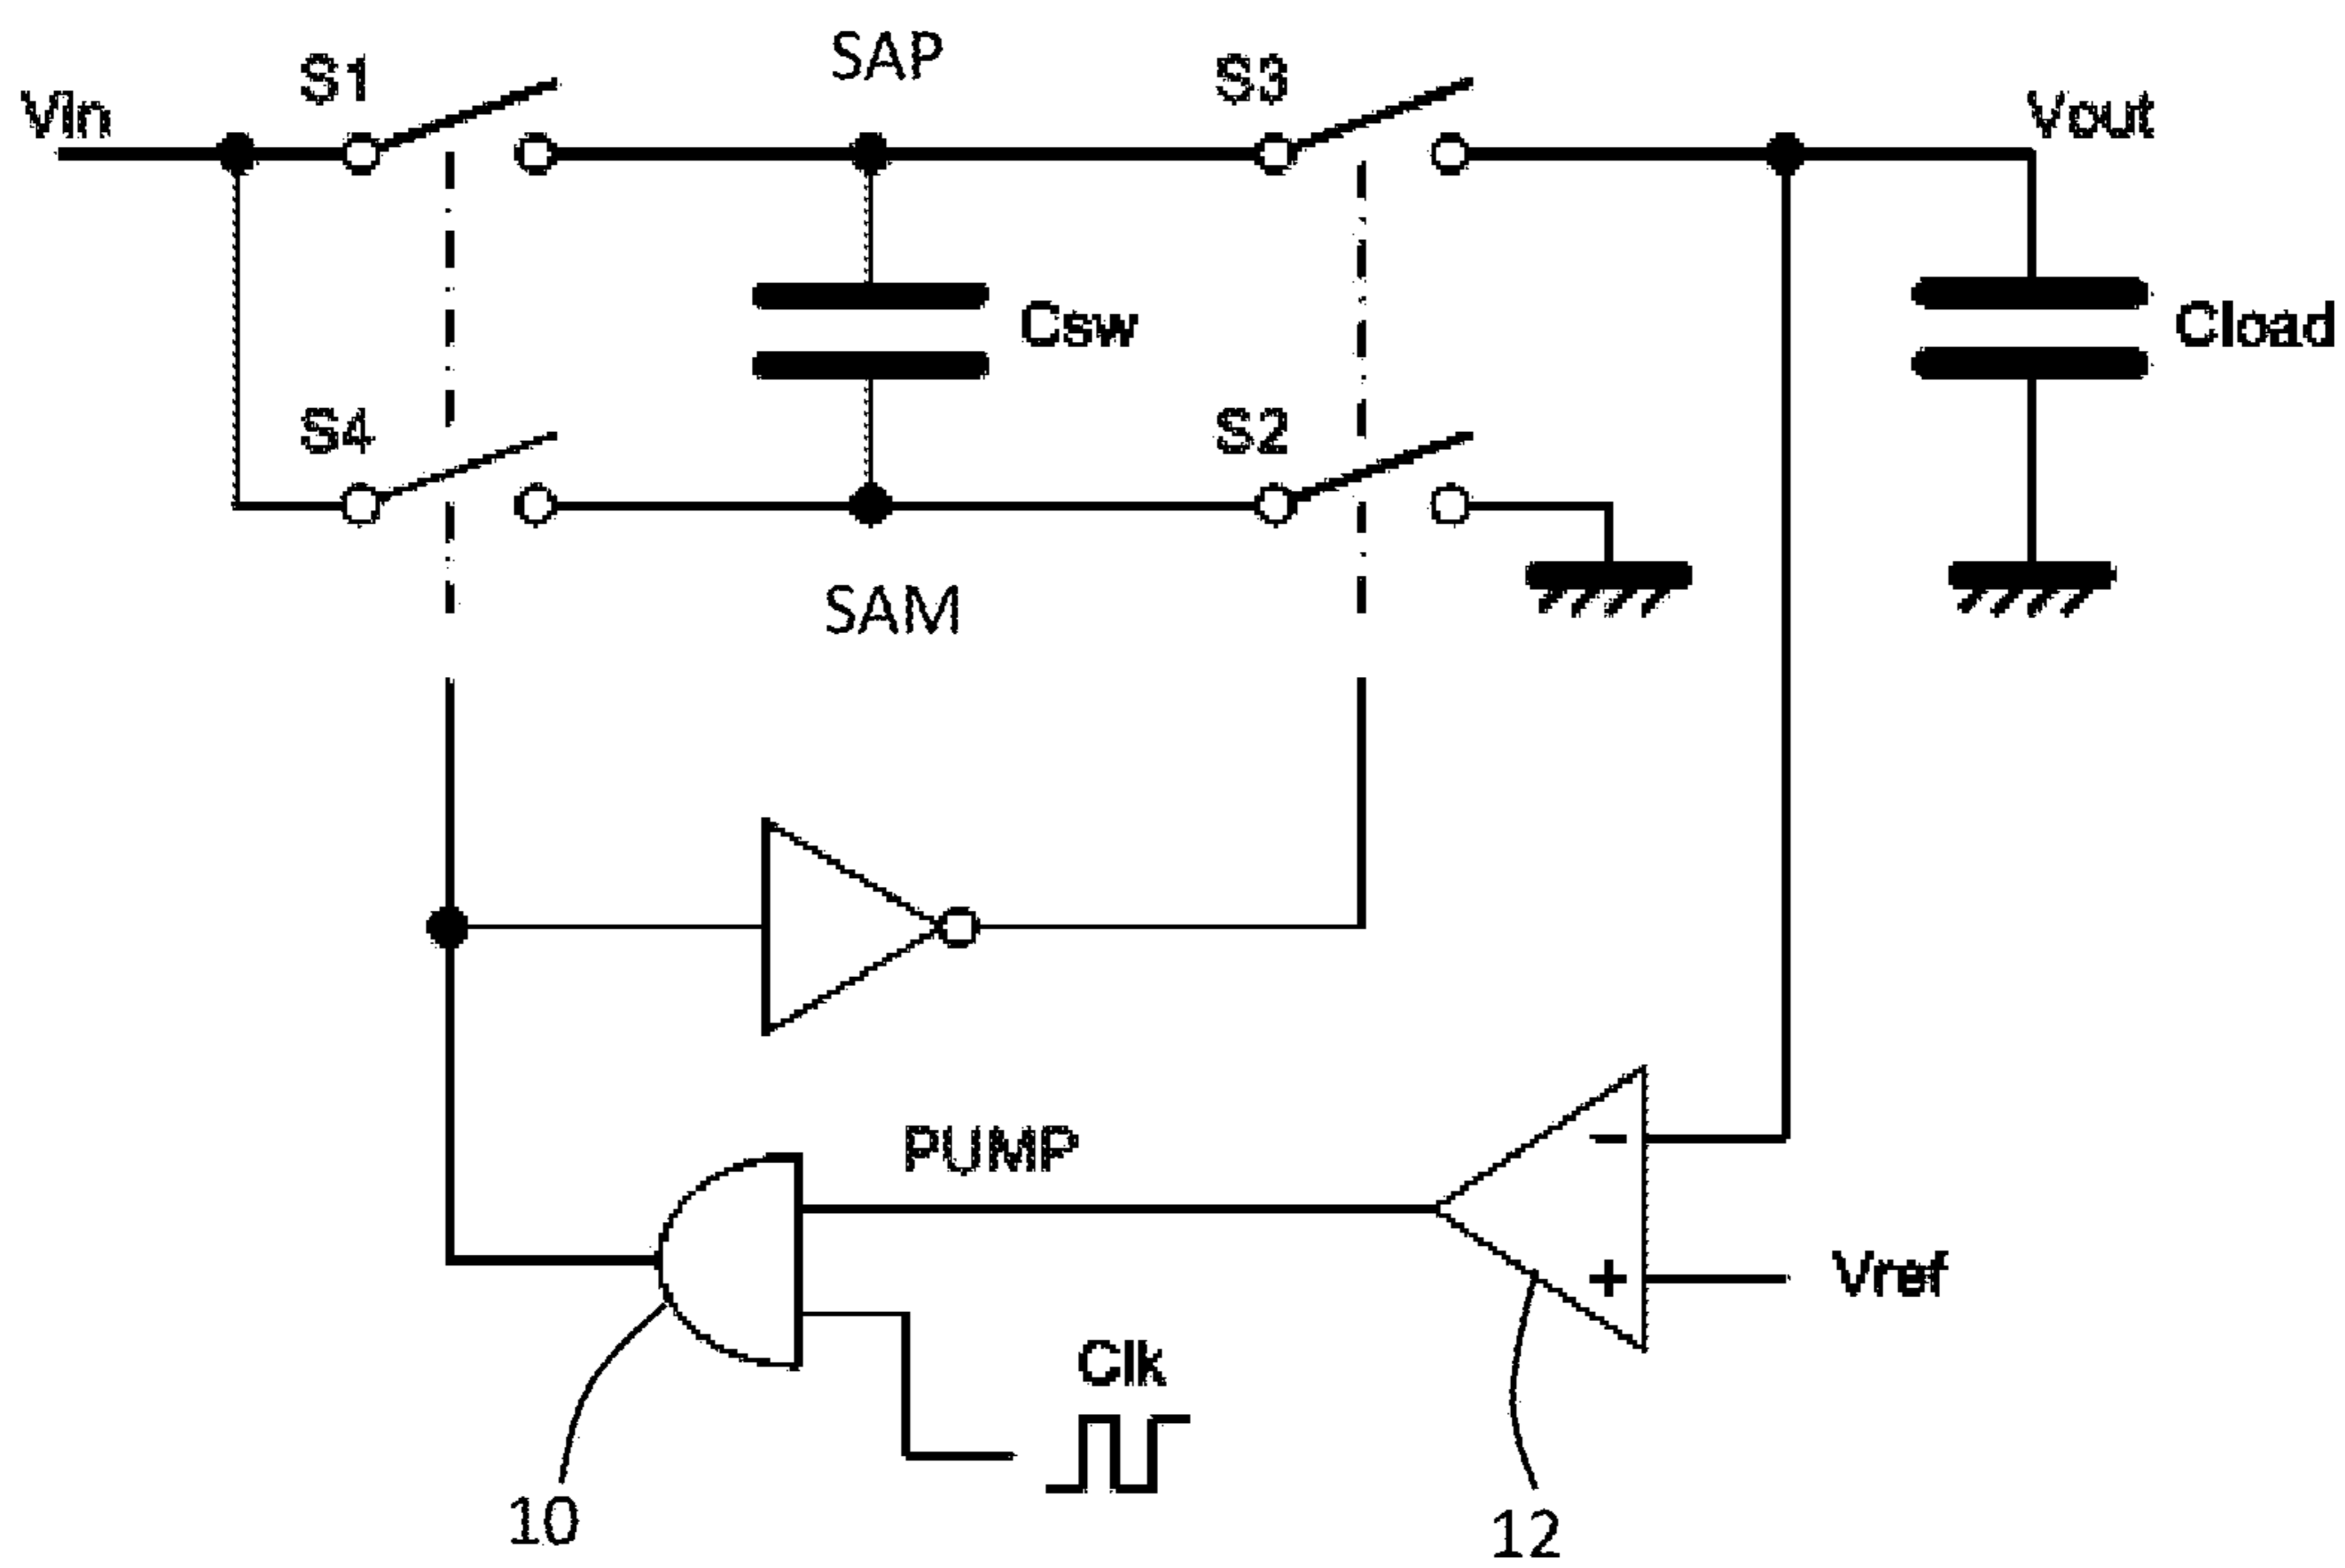 Vin
S1
SAP
S3
Vout
Csw
Cload
S4
S2
SAM
PUMP
-
+
Vref
Clk
10
12